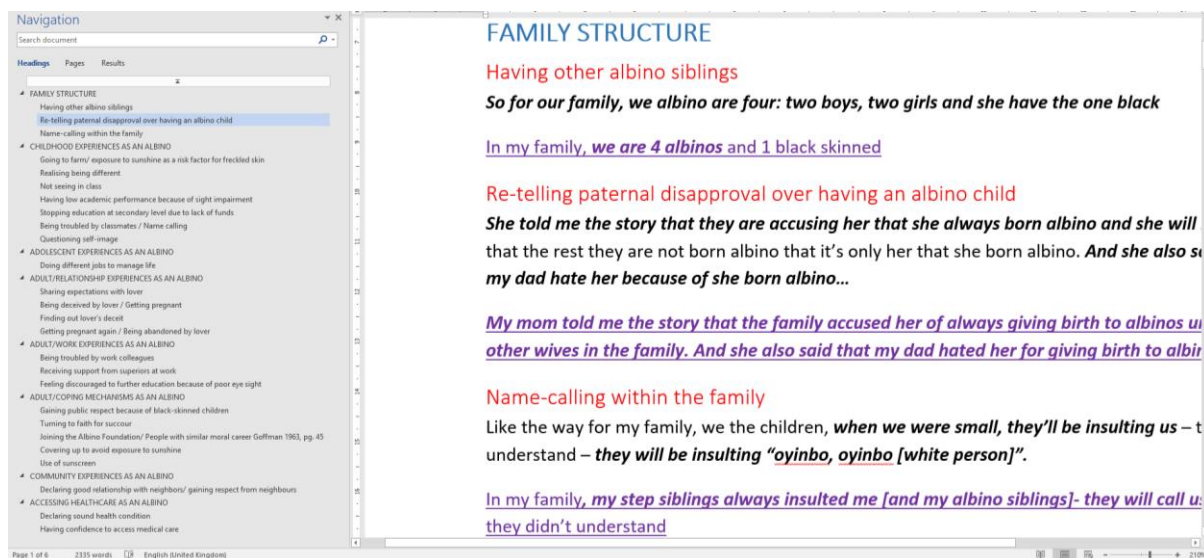 Navigation
Search document
Headings Pages Results
FAMILY STRUCTURE
Having other albino siblings
Re-telling paternal disapproval over having an albino child
Name-calling within the family
CHILDHOOD EXPERIENCES AS AN ALBINO
Going to farm/ exposure to sunshine as a risk factor for freckled skin
Realising being different
Not seeing in class
Having low academic performance because of sight impairment
Stopping education at secondary level due to lack of funds
Being troubled by classmates / Name calling
Questioning self-image
ADOLESCENT EXPERIENCES AS AN ALBINO
Doing different jobs to manage life
ADULT/RELATIONSHIP EXPERIENCES AS AN ALBINO
Sharing expectations with lover
Being deceived by lover / Getting pregnant
Finding out lover's deceit
Getting pregnant again / Being abandoned by lover
ADULT/WORK EXPERIENCES AS AN ALBINO
Being troubled by work colleagues
Receiving support from superiors at work
Feeling discouraged to further education because of poor eye sight
ADULT/COPING MECHANISMS AS AN ALBINO
Gaining public respect because of black-skinned children
Turning to faith for succour
Joining the Albino Foundation/ People with similar moral career Goffman 1963, pg. 45
Covering up to avoid exposure to sunshine
Use of sunscreen
COMMUNITY EXPERIENCES AS AN ALBINO
Declaring good relationship with neighbors/ gaining respect from neighbours
ACCESSING HEALTHCARE AS AN ALBINO
Declaring sound health condition
Having confidence to access medical care
Page 1 of 6 2335 words English (United Kingdom)
FAMILY STRUCTURE
Having other albino siblings
So for our family, we albino are four: two boys, two girls and she have the one black
In my family, we are 4 albinos and 1 black skinned
Re-telling paternal disapproval over having an albino child
She told me the story that they are accusing her that she always born albino and she will
that the rest they are not born albino that it's only her that she born albino. And she also
my dad hate her because of she born albino...
My mom told me the story that the family accused her of always giving birth to albinos
other wives in the family. And she also said that my dad hated her for giving birth to
Name-calling within the family
Like the way for my family, we the children, when we were small, they'll be insulting us –
understand – they will be insulting "oyinbo, oyinbo [white person]".
In my family, my step siblings always insulted me [and my albino siblings]- they will call
they didn't understand